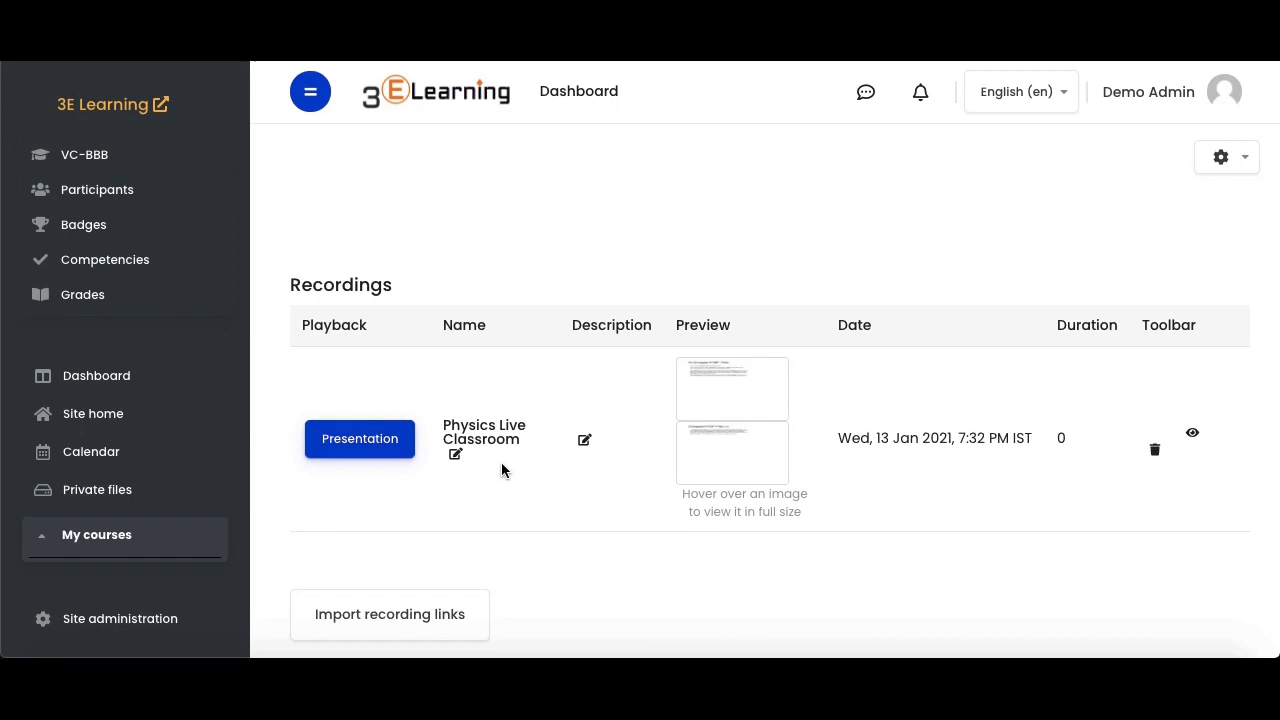 3E Learning
VC-BBB
Participants
Badges
Competencies
Grades
Dashboard
Site home
Calendar
Private files
My courses
Site administration
3ELearning
Dashboard
English (en)
Demo Admin
Recordings
Playback Name Description Preview Date Duration Toolbar
Presentation
Physics Live
Classroom
Hover over an image
to view it in full size
Wed, 13 Jan 2021, 7:32 PM IST
0
Import recording links